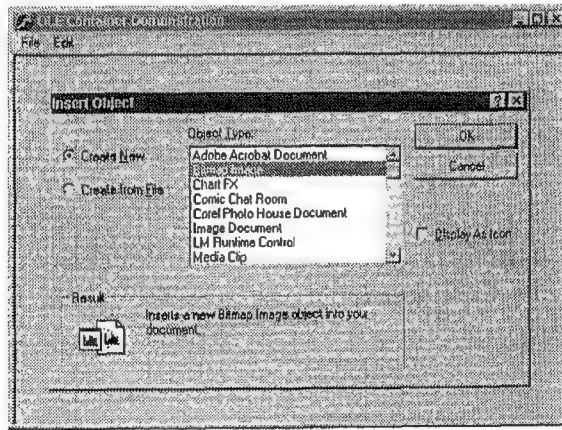 OLE Container Demonstration
File Edit
Insert Object
Object Type:
Create New
Create from File
Adobe Acrobat Document
Bitmap Image
Chart FX
Comic Chat Room
Corel Photo House Document
Image Document
LM Runtime Control
Media Clip
OK
Cancel
Display As Icon
Result
Inserts a new Bitmap Image object into your
document.